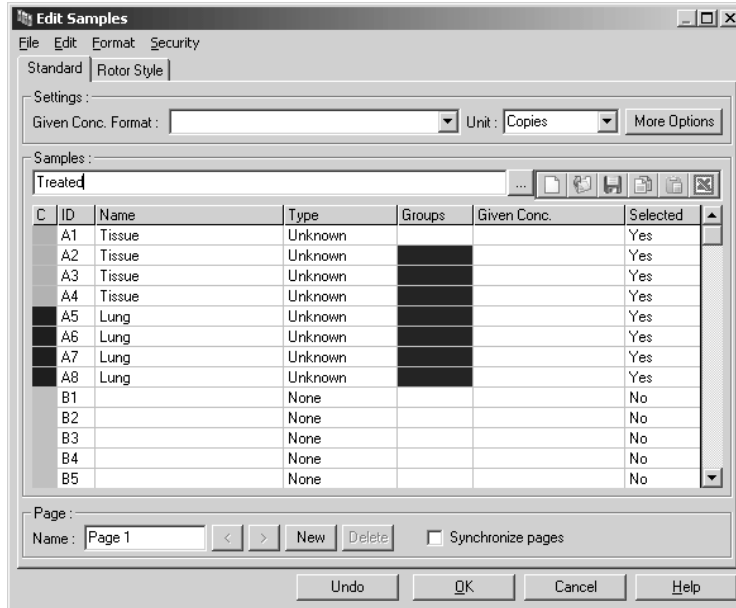 Edit Samples
File Edit Format Security
Standard Rotor Style
Settings :
Given Conc. Format : Unit : Copies More Options
Samples :
Treated ...
C ID Name Type Groups Given Conc. Selected
A1 Tissue Unknown Yes
A2 Tissue Unknown Yes
A3 Tissue Unknown Yes
A4 Tissue Unknown Yes
A5 Lung Unknown Yes
A6 Lung Unknown Yes
A7 Lung Unknown Yes
A8 Lung Unknown Yes
B1 None No
B2 None No
B3 None No
B4 None No
B5 None No
Page :
Name : Page 1 < > New Delete Synchronize pages
Undo OK Cancel Help